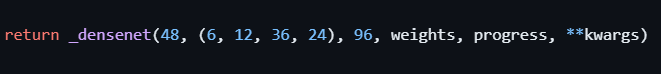 return _densenet(48, (6, 12, 36, 24), 96, weights, progress, **kwargs)